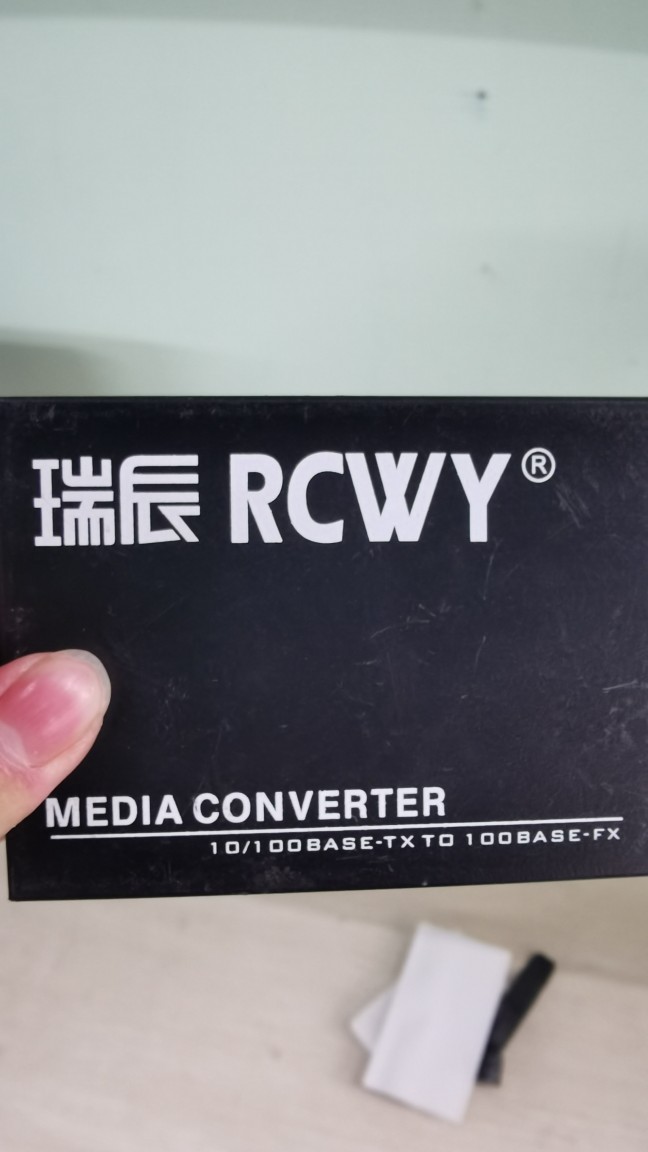 瑞辰 RCWY®
MEDIA CONVERTER
10/100BASE-TX TO 100BASE-FX